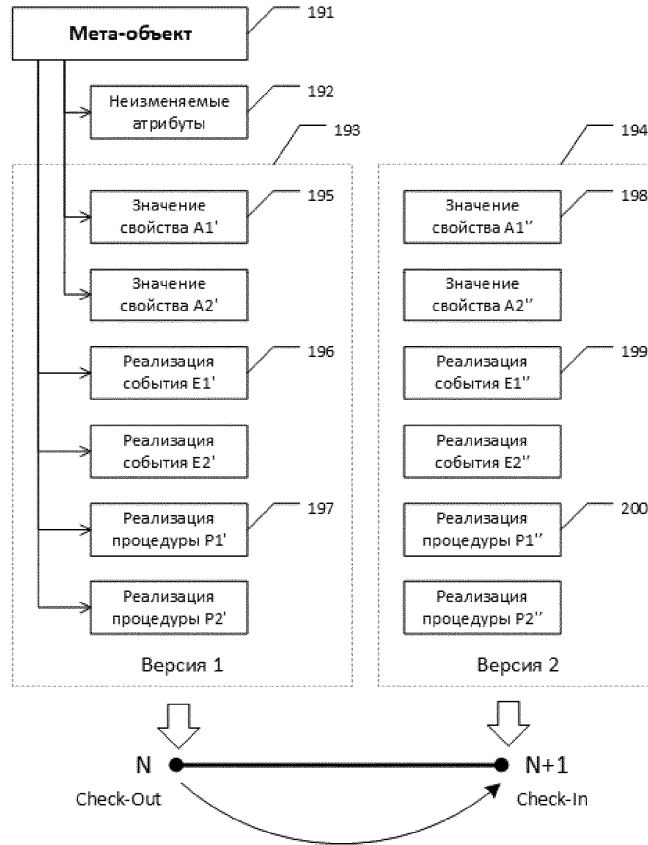 Мета-объект
191
Неизменяемые
атрибуты
192
193
194
Значение
свойства A1'
195
Значение
свойства A1''
198
Значение
свойства A2'
Значение
свойства A2''
Реализация
события E1'
196
Реализация
события E1''
199
Реализация
события E2'
Реализация
события E2''
Реализация
процедуры P1'
197
Реализация
процедуры P1''
200
Реализация
процедуры P2'
Реализация
процедуры P2''
Версия 1
Версия 2
N
N+1
Check-Out
Check-In